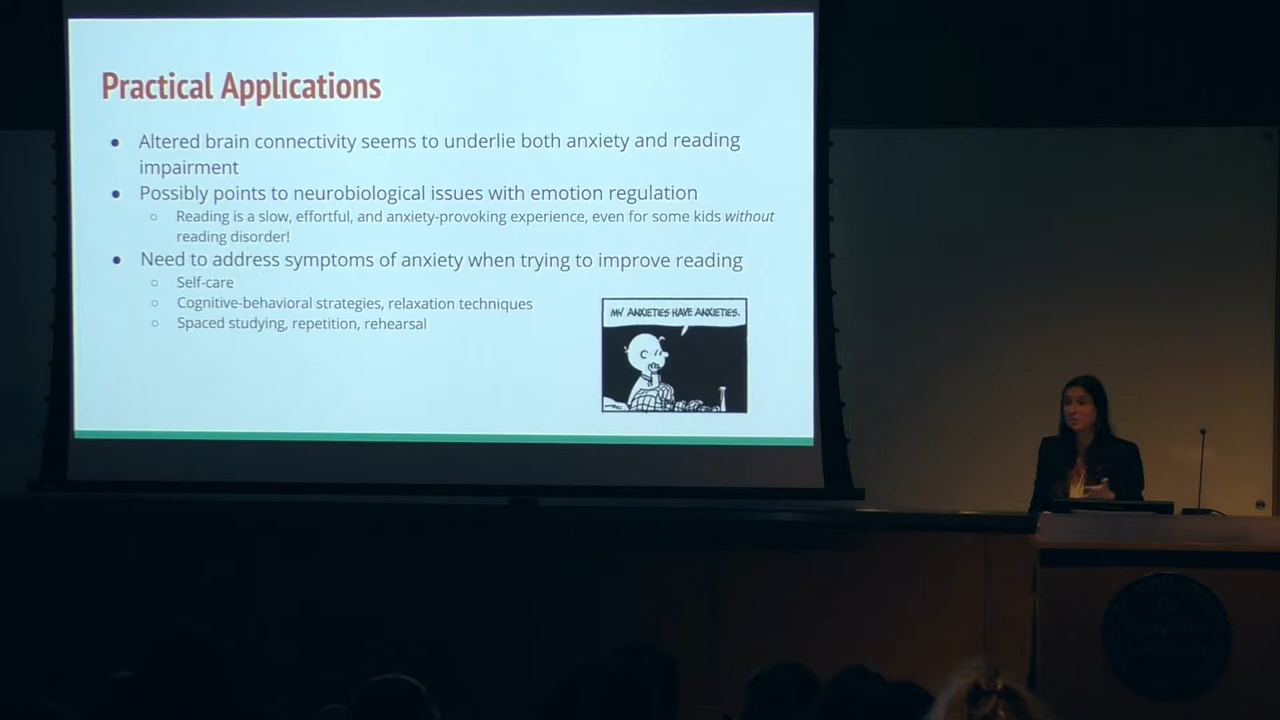 Practical Applications
● Altered brain connectivity seems to underlie both anxiety and reading
impairment
● Possibly points to neurobiological issues with emotion regulation
○ Reading is a slow, effortful, and anxiety-provoking experience, even for some kids without
reading disorder!
● Need to address symptoms of anxiety when trying to improve reading
○ Self-care
○ Cognitive-behavioral strategies, relaxation techniques
○ Spaced studying, repetition, rehearsal
MY ANXIETIES HAVE ANXIETIES.
The